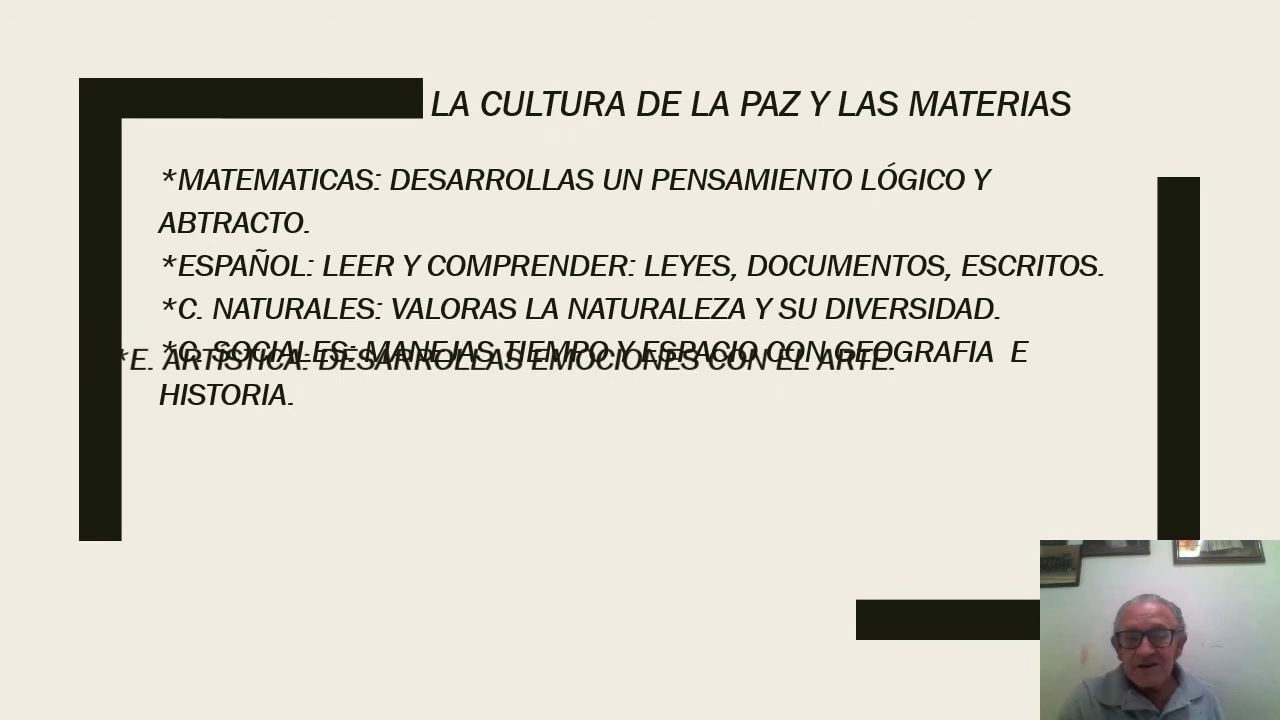 LA CULTURA DE LA PAZ Y LAS MATERIAS
*MATEMATICAS: DESARROLLAS UN PENSAMIENTO LÓGICO Y
ABTRACTO.
*ESPAÑOL: LEER Y COMPRENDER: LEYES, DOCUMENTOS, ESCRITOS.
*C. NATURALES: VALORAS LA NATURALEZA Y SU DIVERSIDAD.
*C. SOCIALES: MANEJAS TIEMPO Y ESPACIO CON GEOGRAFIA E
*E. ARTISTICA: DESARROLLAS EMOCIONES CON EL ARTE.
HISTORIA.